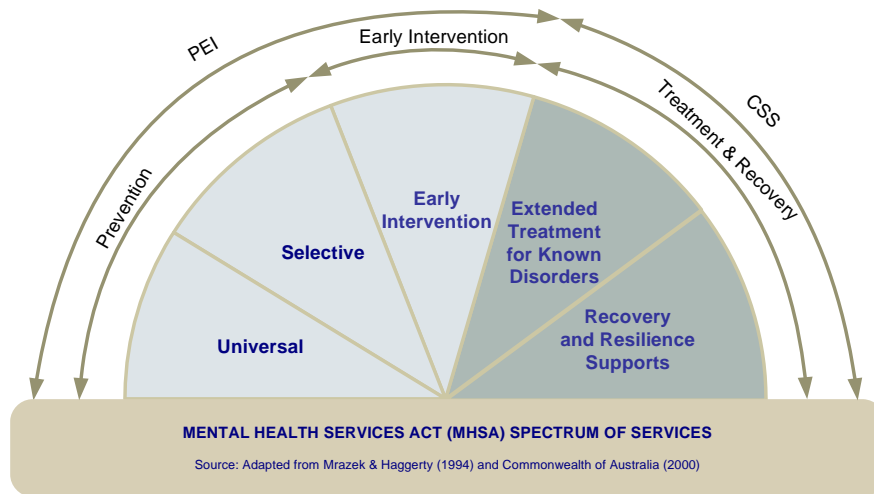 PEI
Early Intervention
CSS
Prevention
Treatment & Recovery
Universal
Selective
Early
Intervention
Extended
Treatment
for Known
Disorders
Recovery
and Resilience
Supports
MENTAL HEALTH SERVICES ACT (MHSA) SPECTRUM OF SERVICES
Source: Adapted from Mrazek & Haggerty (1994) and Commonwealth of Australia (2000)